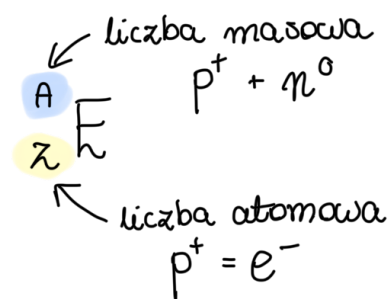 liczba masowa
A
p⁺ + n⁰
E
Z
liczba atomowa
p⁺ = e⁻